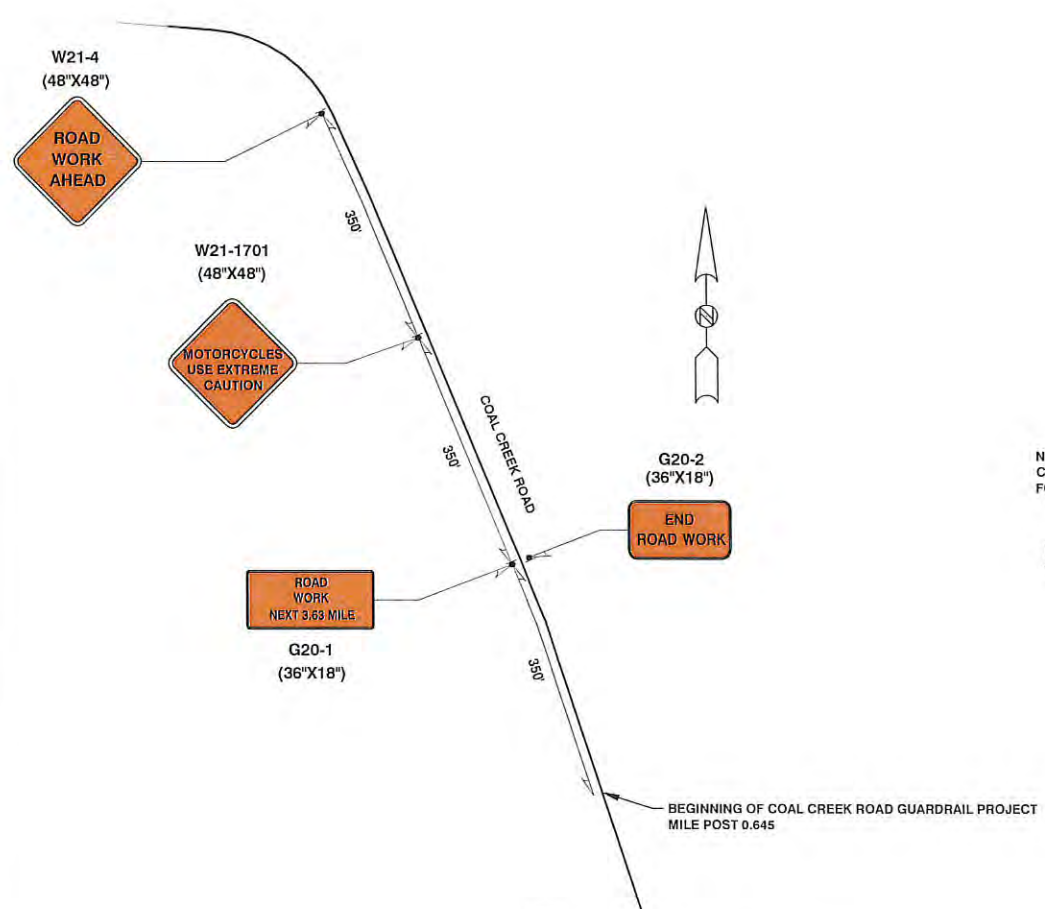 W21-4
(48"X48")
ROAD
WORK
AHEAD
350'
W21-1701
(48"X48")
MOTORCYCLES
USE EXTREME
CAUTION
COAL CREEK ROAD
350'
N
G20-2
(36"X18")
END
ROAD WORK
ROAD
WORK
NEXT 3.63 MILE
G20-1
(36"X18")
350'
BEGINNING OF COAL CREEK ROAD GUARDRAIL PROJECT
MILE POST 0.645